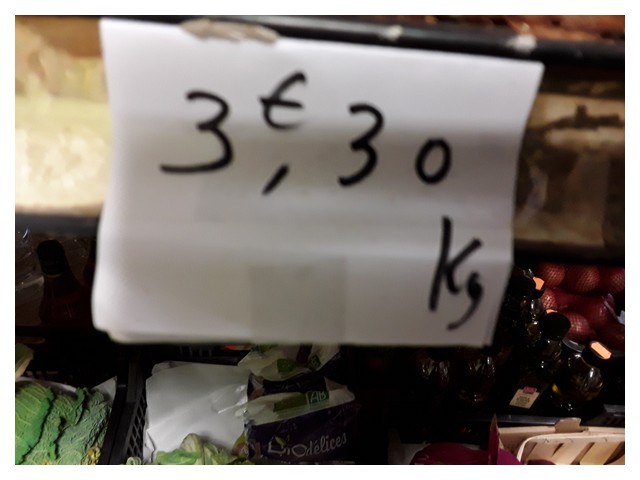 3€,30
Kg
Biodélices